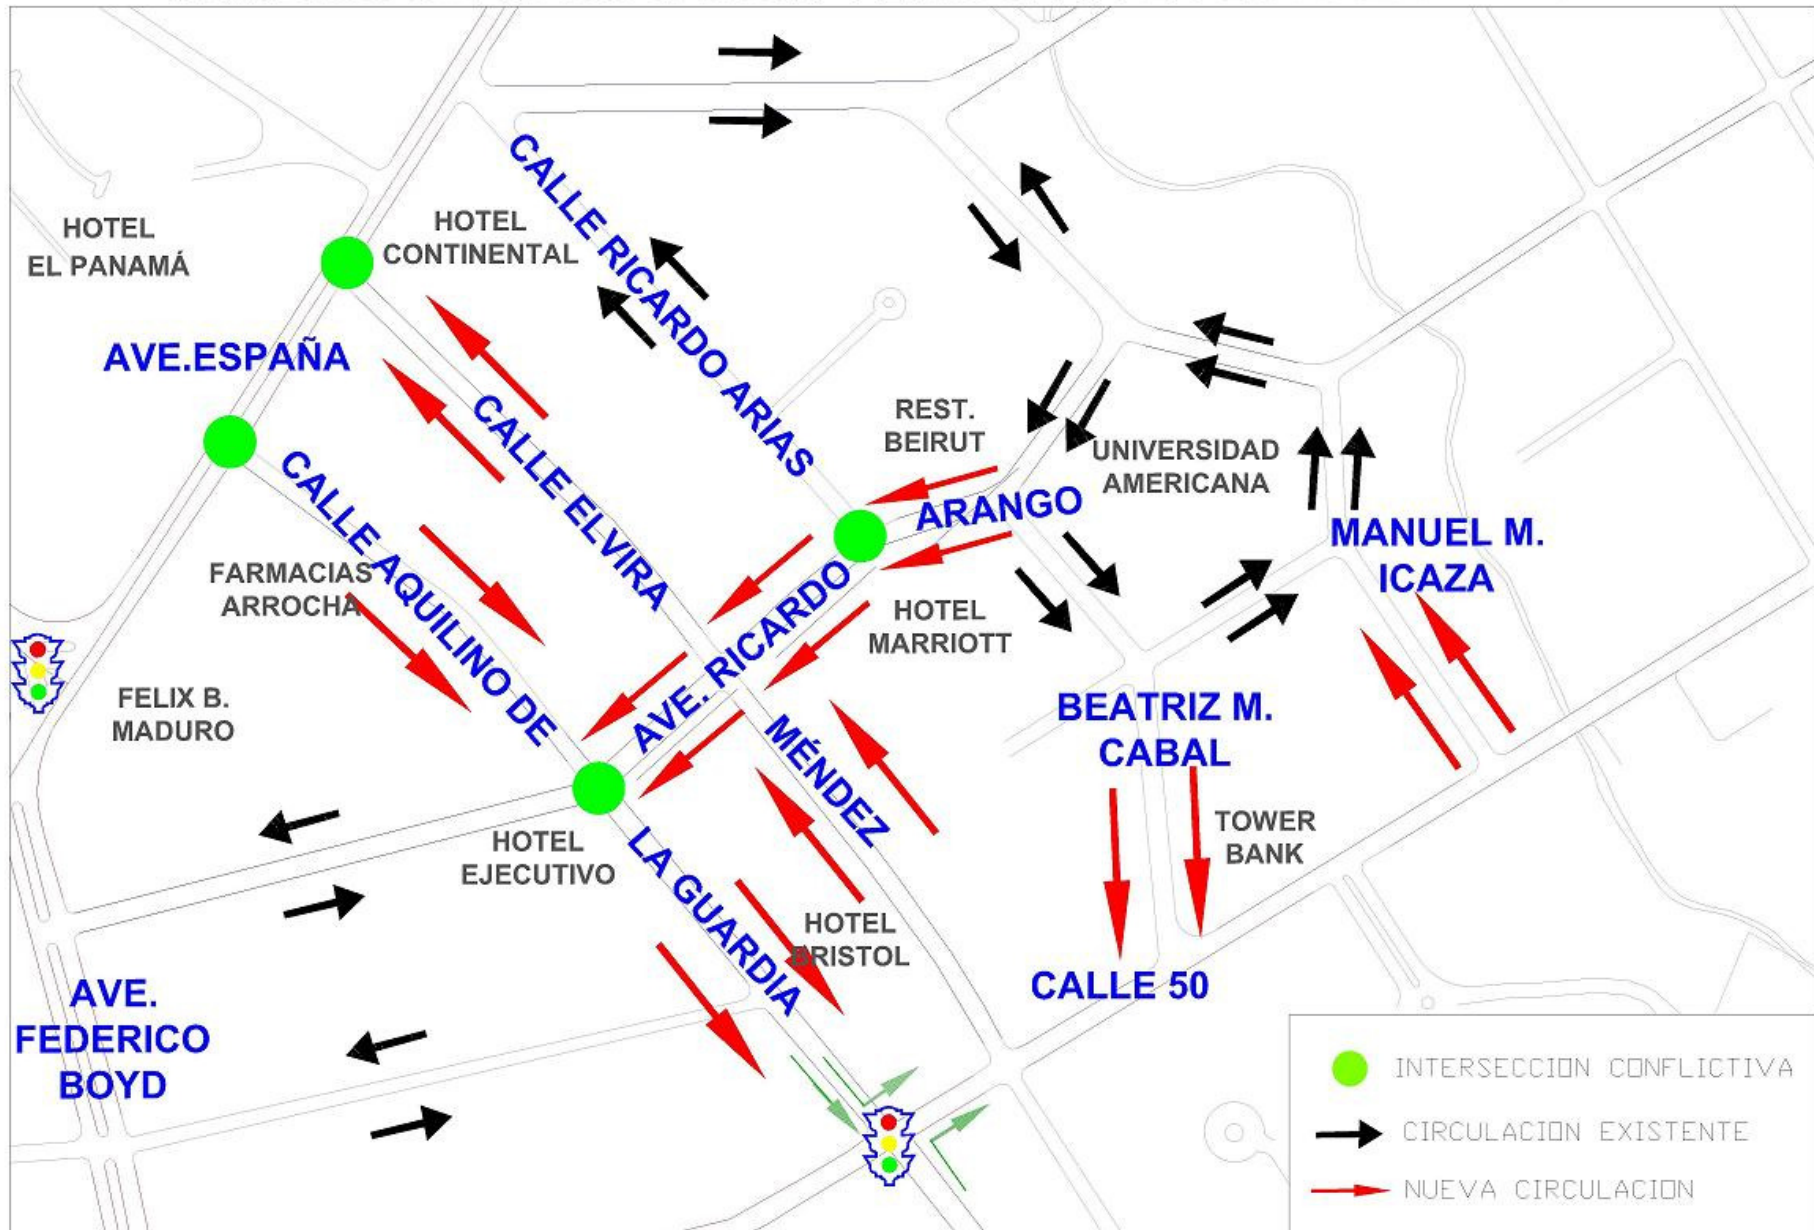 HOTEL
EL PANAMÁ
HOTEL
CONTINENTAL
CALLE RICARDO ARIAS
AVE.ESPAÑA
CALLE ELVIRA
MÉNDEZ
REST.
BEIRUT
UNIVERSIDAD
AMERICANA
ARANGO
AVE. RICARDO
MANUEL M.
ICAZA
CALLE AQUILINO DE
LA GUARDIA
FARMACIAS
ARROCHA
HOTEL
MARRIOTT
FELIX B.
MADURO
BEATRIZ M.
CABAL
TOWER
BANK
HOTEL
EJECUTIVO
HOTEL
BRISTOL
CALLE 50
AVE.
FEDERICO
BOYD
INTERSECCION CONFLICTIVA
CIRCULACION EXISTENTE
NUEVA CIRCULACION